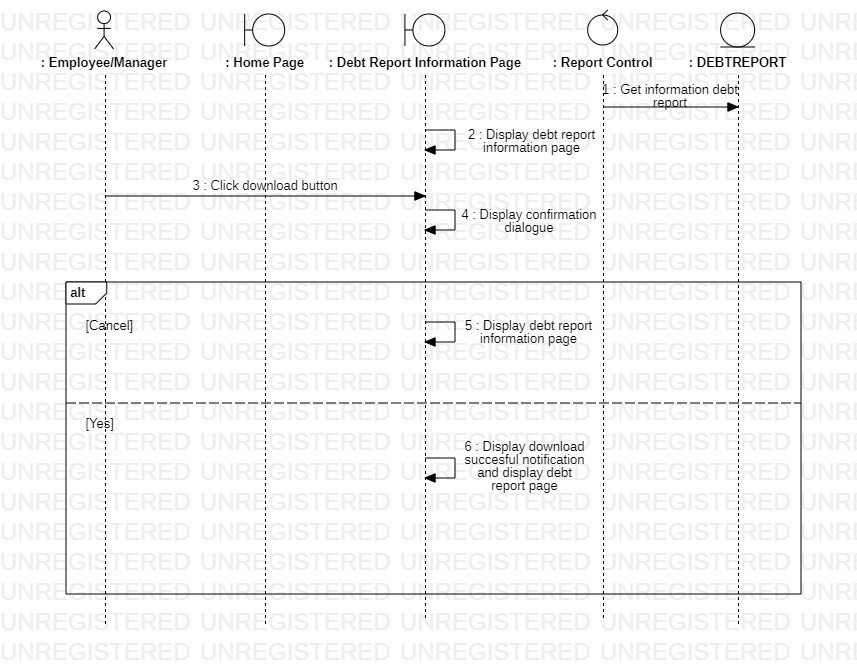 : Employee/Manager
: Home Page
: Debt Report Information Page
: Report Control
: DEBTREPORT
1 : Get information debt
report
2 : Display debt report
information page
3 : Click download button
4 : Display confirmation
dialogue
alt
[Cancel]
5 : Display debt report
information page
[Yes]
6 : Display download
succesful notification
and display debt
report page
UNREGISTERED